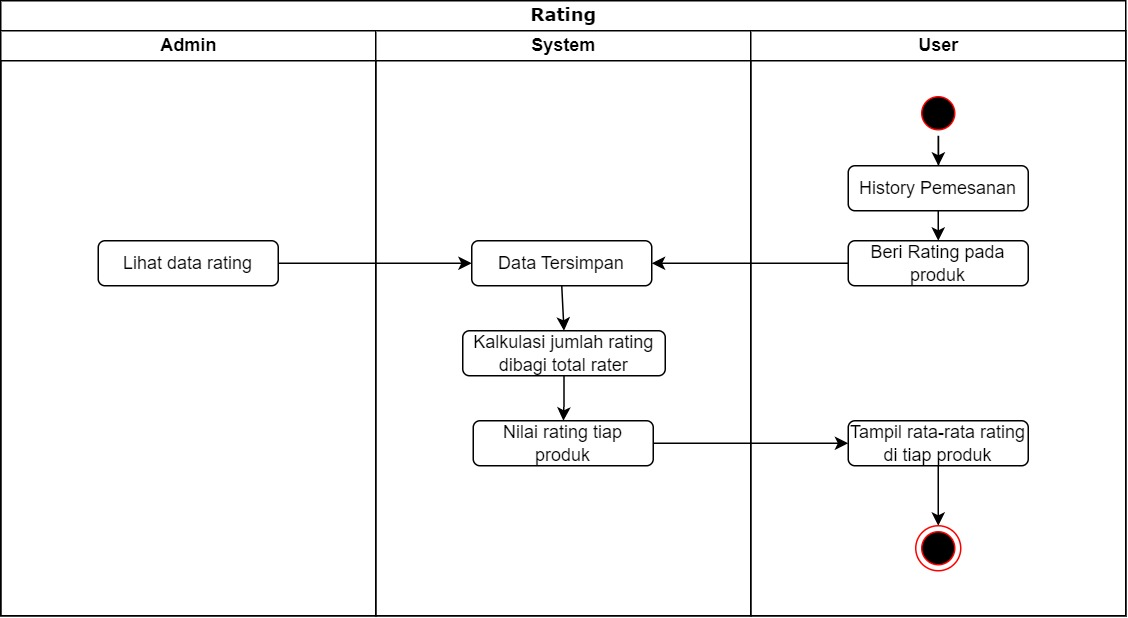 Rating
Admin
System
User
History Pemesanan
Lihat data rating
Data Tersimpan
Beri Rating pada
produk
Kalkulasi jumlah rating
dibagi total rater
Nilai rating tiap
produk
Tampil rata-rata rating
di tiap produk